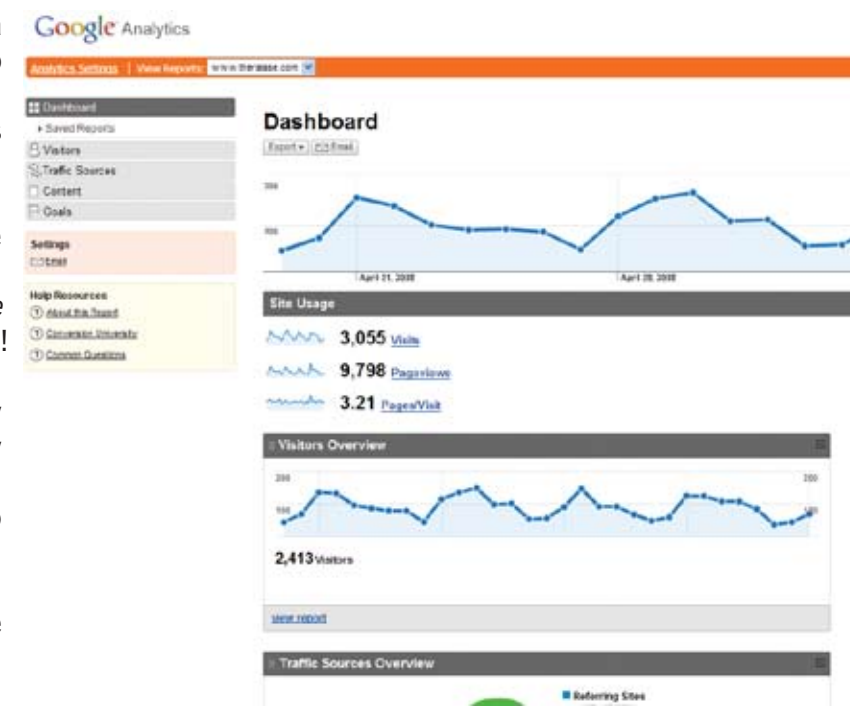 Google Analytics
Analytics Settings | View Reports:
Dashboard
Saved Reports
Visitors
Traffic Sources
Content
Goals
Settings
Email
Help Resources
About this Report
Conversion University
Common Questions
Dashboard
Export Email
200
100
April 21, 2008
April 28, 2008
Site Usage
3,055 Visits
9,798 Pageviews
3.21 Pages/Visit
Visitors Overview
200 200
100 100
2,413 Visitors
view report
Traffic Sources Overview
Referring Sites